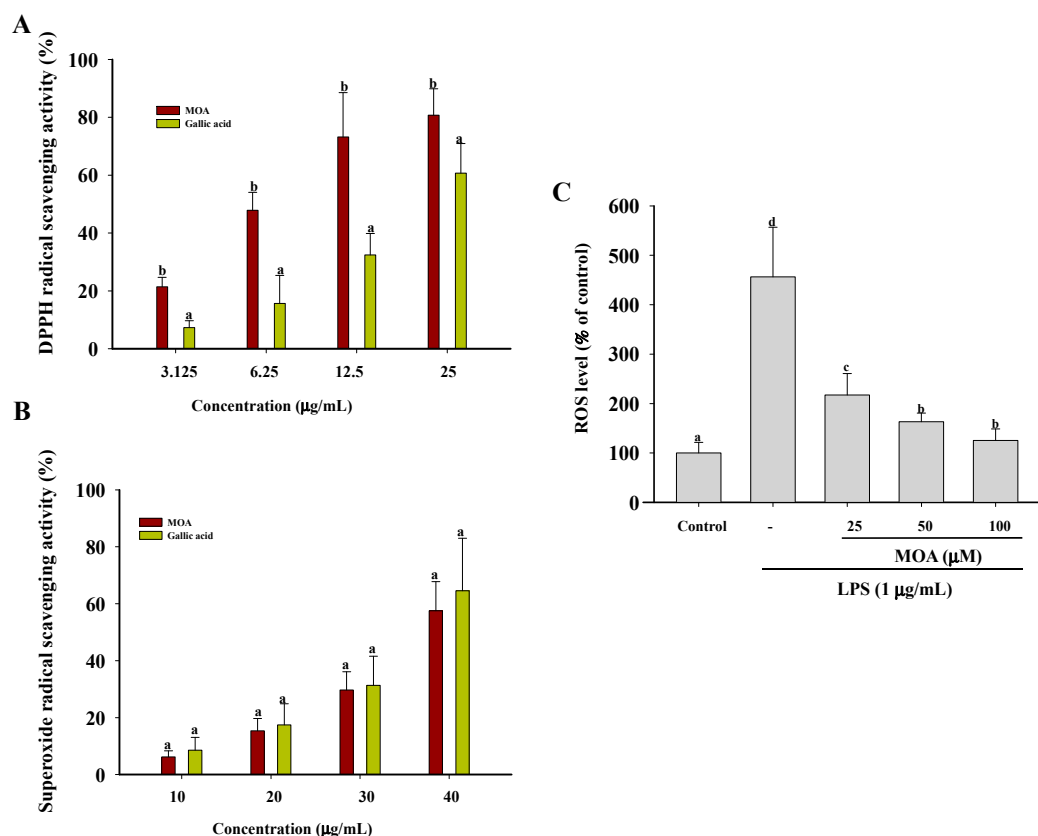 A
DPPH radical scavenging activity (%)
100
80
60
40
20
0
MOA
Gallic acid
b
a
b
a
b
a
b
a
3.125 6.25 12.5 25
Concentration (μg/mL)
B
Superoxide radical scavenging activity (%)
100
80
60
40
20
0
MOA
Gallic acid
a
a
a
a
a
a
a
a
10 20 30 40
Concentration (μg/mL)
C
ROS level (% of control)
600
500
400
300
200
100
0
a
d
c
b
b
Control - 25 50 100
MOA (μM)
LPS (1 μg/mL)